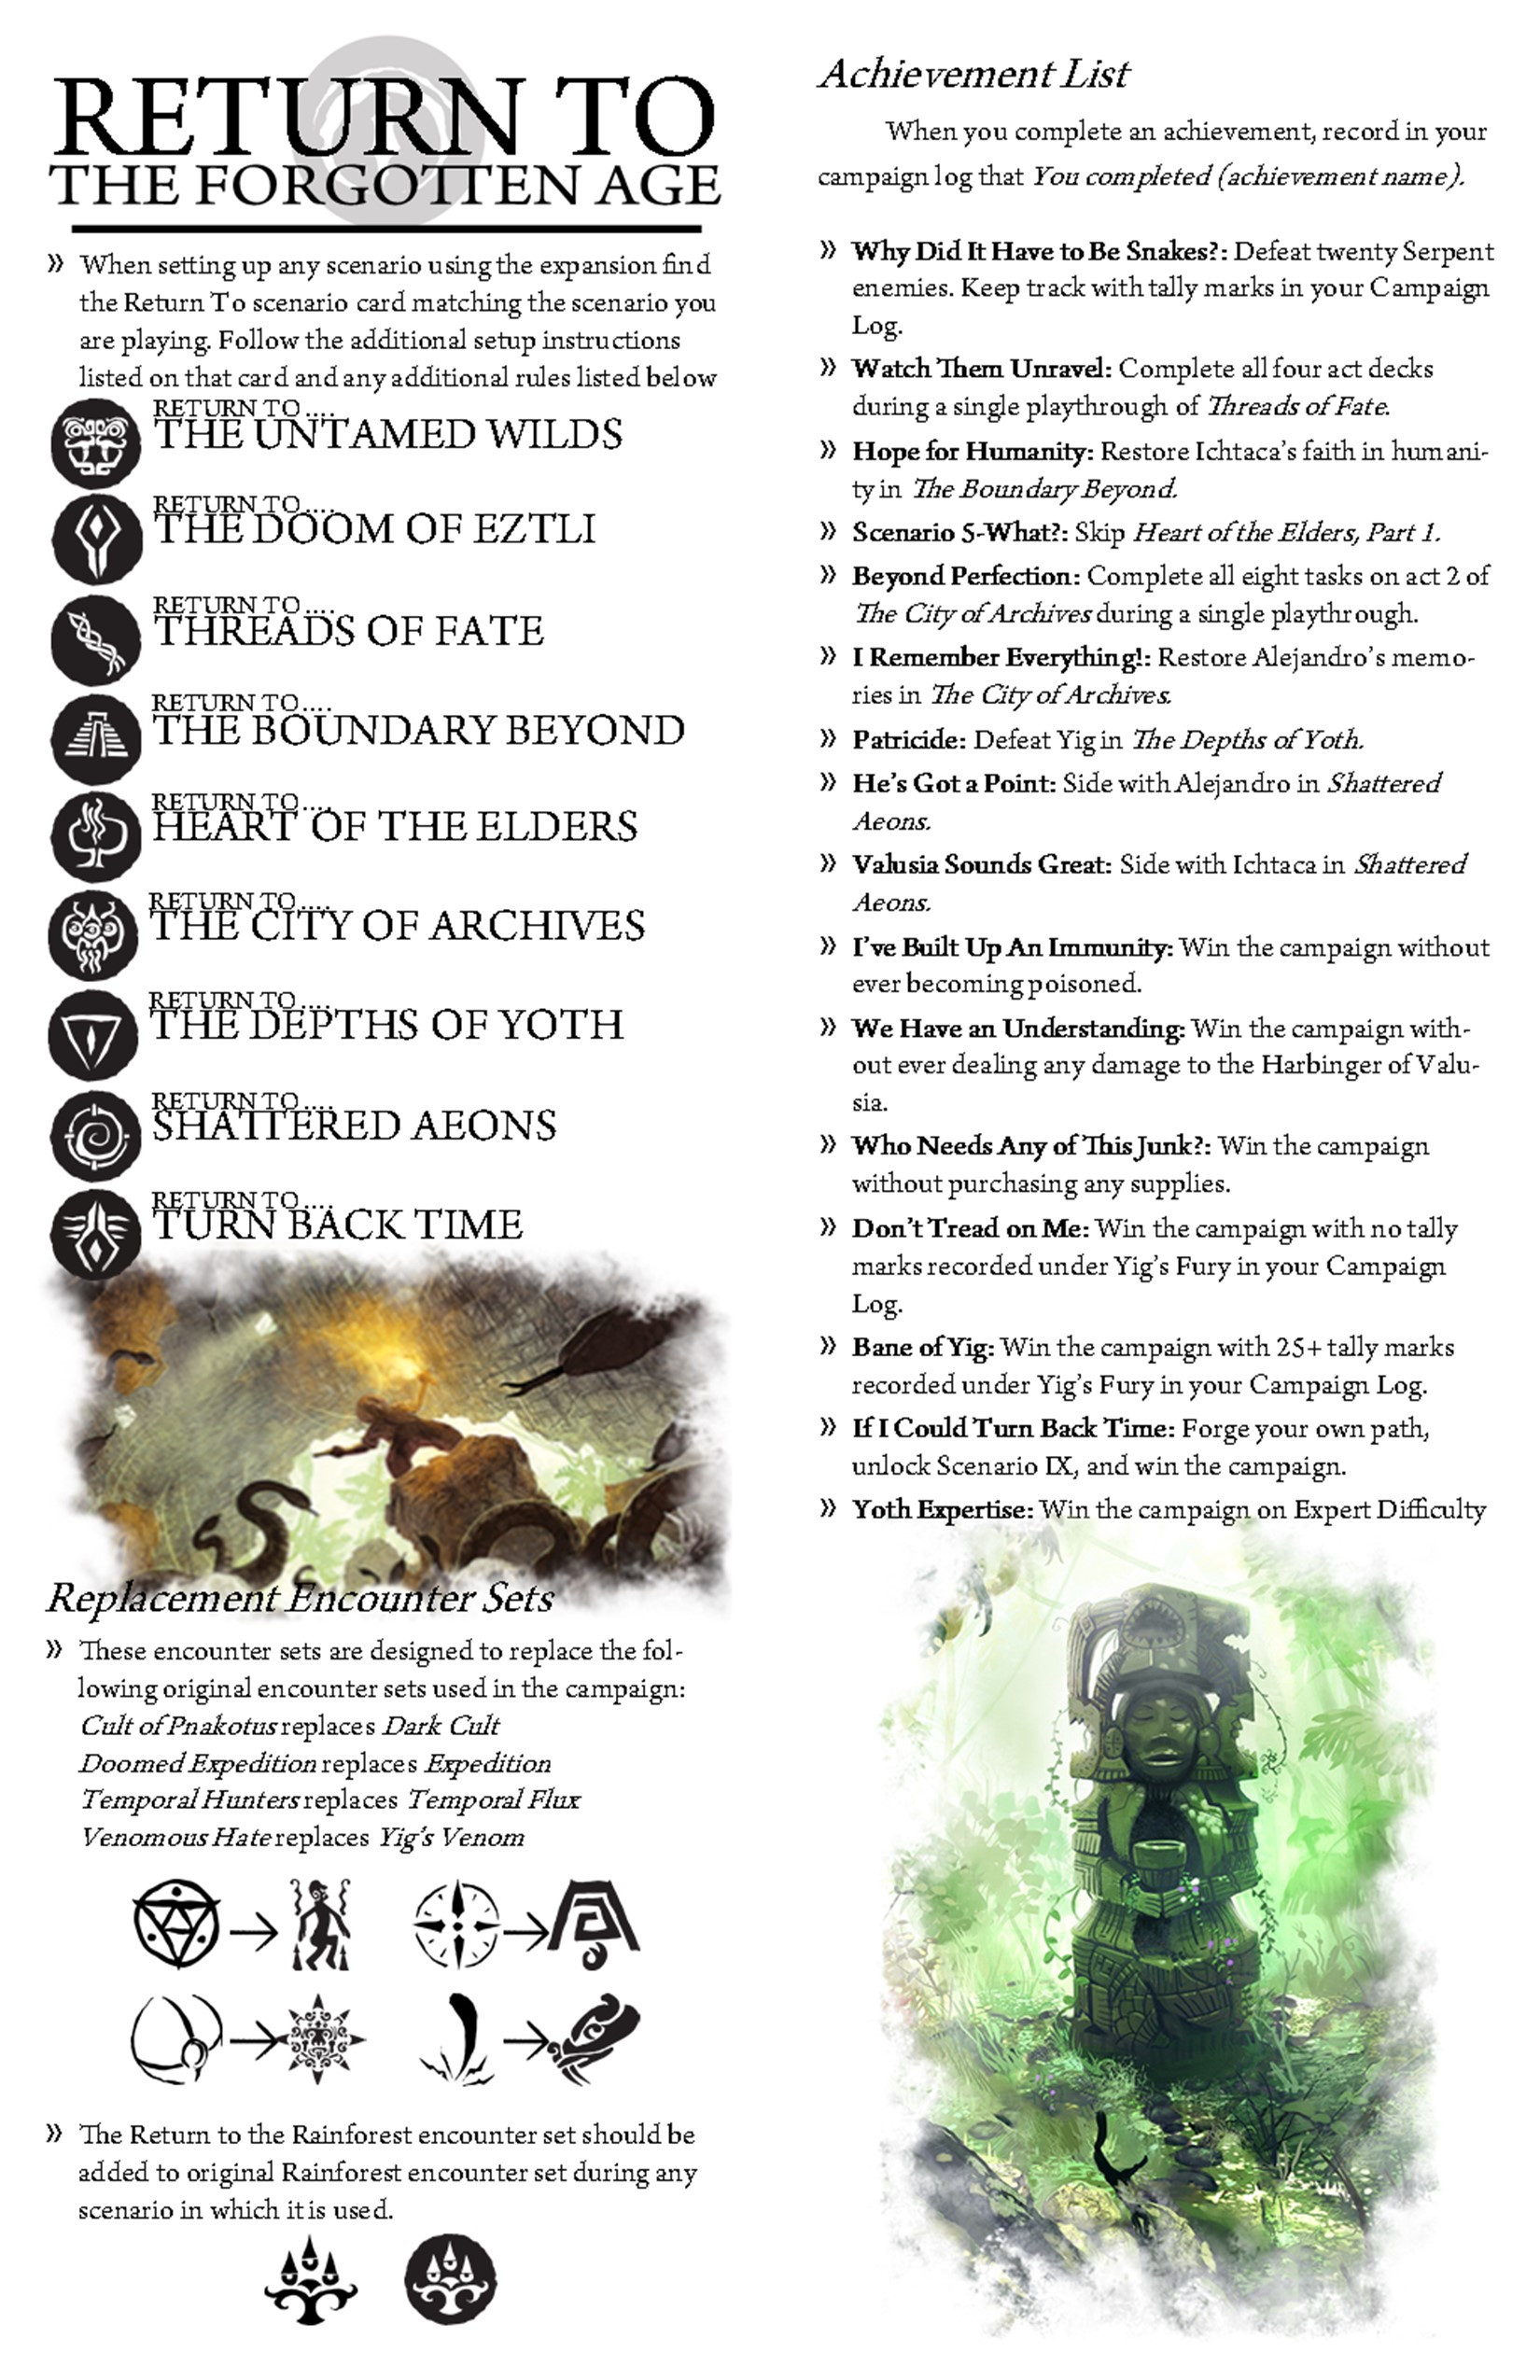 RETURN TO
THE FORGOTTEN AGE
» When setting up any scenario using the expansion find
the Return To scenario card matching the scenario you
are playing. Follow the additional setup instructions
listed on that card and any additional rules listed below
RETURN TO....
THE UNTAMED WILDS
RETURN TO....
THE DOOM OF EZTLI
RETURN TO....
THREADS OF FATE
RETURN TO....
THE BOUNDARY BEYOND
RETURN TO....
HEART OF THE ELDERS
RETURN TO....
THE CITY OF ARCHIVES
RETURN TO....
THE DEPTHS OF YOTH
RETURN TO....
SHATTERED AEONS
RETURN TO....
TURN BACK TIME
Replacement Encounter Sets
» These encounter sets are designed to replace the fol-
lowing original encounter sets used in the campaign:
Cult of Pnakotus replaces Dark Cult
Doomed Expedition replaces Expedition
Temporal Hunters replaces Temporal Flux
Venomous Hate replaces Yig's Venom
» The Return to the Rainforest encounter set should be
added to original Rainforest encounter set during any
scenario in which it is used.
Achievement List
When you complete an achievement, record in your
campaign log that You completed (achievement name).
» Why Did It Have to Be Snakes?: Defeat twenty Serpent
enemies. Keep track with tally marks in your Campaign
Log.
» Watch Them Unravel: Complete all four act decks
during a single playthrough of Threads of Fate.
» Hope for Humanity: Restore Ichtaca's faith in humani-
ty in The Boundary Beyond.
» Scenario 5-What?: Skip Heart of the Elders, Part 1.
» Beyond Perfection: Complete all eight tasks on act 2 of
The City of Archives during a single playthrough.
» I Remember Everything!: Restore Alejandro's memo-
ries in The City of Archives.
» Patricide: Defeat Yig in The Depths of Yoth.
» He's Got a Point: Side with Alejandro in Shattered
Aeons.
» Valusia Sounds Great: Side with Ichtaca in Shattered
Aeons.
» I've Built Up An Immunity: Win the campaign without
ever becoming poisoned.
» We Have an Understanding: Win the campaign with-
out ever dealing any damage to the Harbinger of Valu-
sia.
» Who Needs Any of This Junk?: Win the campaign
without purchasing any supplies.
» Don't Tread on Me: Win the campaign with no tally
marks recorded under Yig's Fury in your Campaign
Log.
» Bane of Yig: Win the campaign with 25+ tally marks
recorded under Yig's Fury in your Campaign Log.
» If I Could Turn Back Time: Forge your own path,
unlock Scenario IX, and win the campaign.
» Yoth Expertise: Win the campaign on Expert Difficulty